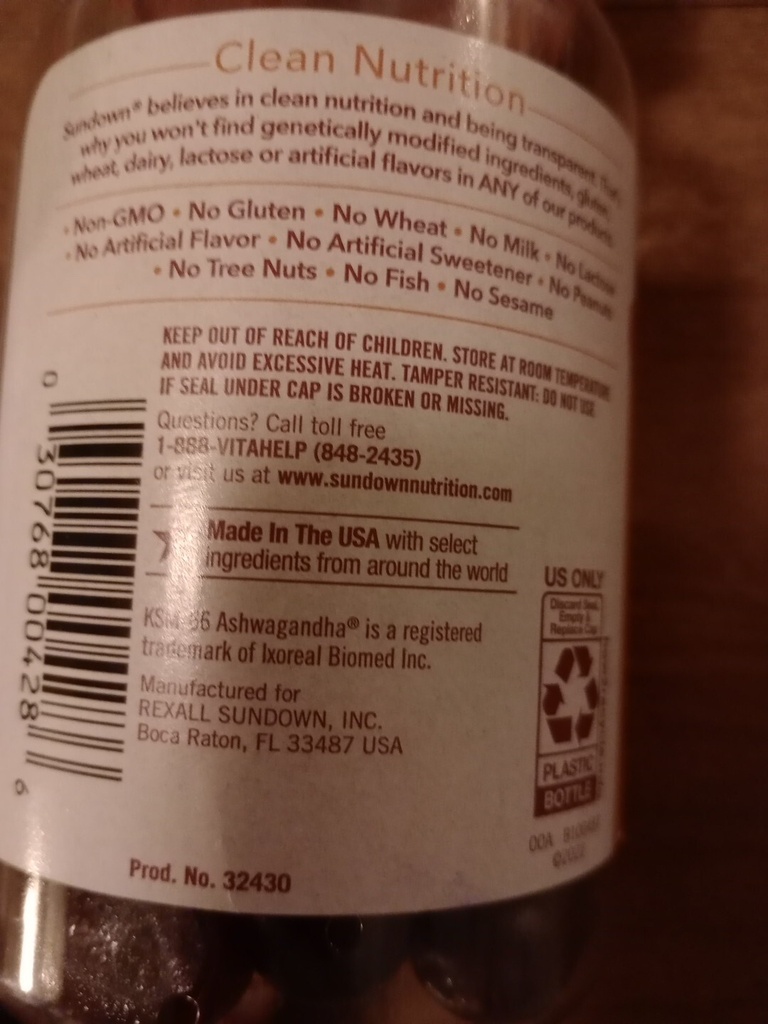 Clean Nutrition
Sundown® believes in clean nutrition and being transparent. That's
why you won't find genetically modified ingredients, gluten,
wheat, dairy, lactose or artificial flavors in ANY of our products.
• Non-GMO • No Gluten • No Wheat • No Milk • No Lactose
• No Artificial Flavor • No Artificial Sweetener • No Peanuts
• No Tree Nuts • No Fish • No Sesame
KEEP OUT OF REACH OF CHILDREN. STORE AT ROOM TEMPERATURE
AND AVOID EXCESSIVE HEAT. TAMPER RESISTANT: DO NOT USE
IF SEAL UNDER CAP IS BROKEN OR MISSING.
Questions? Call toll free
1-888-VITAHELP (848-2435)
or visit us at www.sundownnutrition.com
Made In The USA with select
ingredients from around the world
KSM-66 Ashwagandha® is a registered
trademark of Ixoreal Biomed Inc.
Manufactured for
REXALL SUNDOWN, INC.
Boca Raton, FL 33487 USA
Prod. No. 32430
0 30768 00428 6
US ONLY
Discard Seal,
Empty &
Replace Cap
PLASTIC
BOTTLE
00A